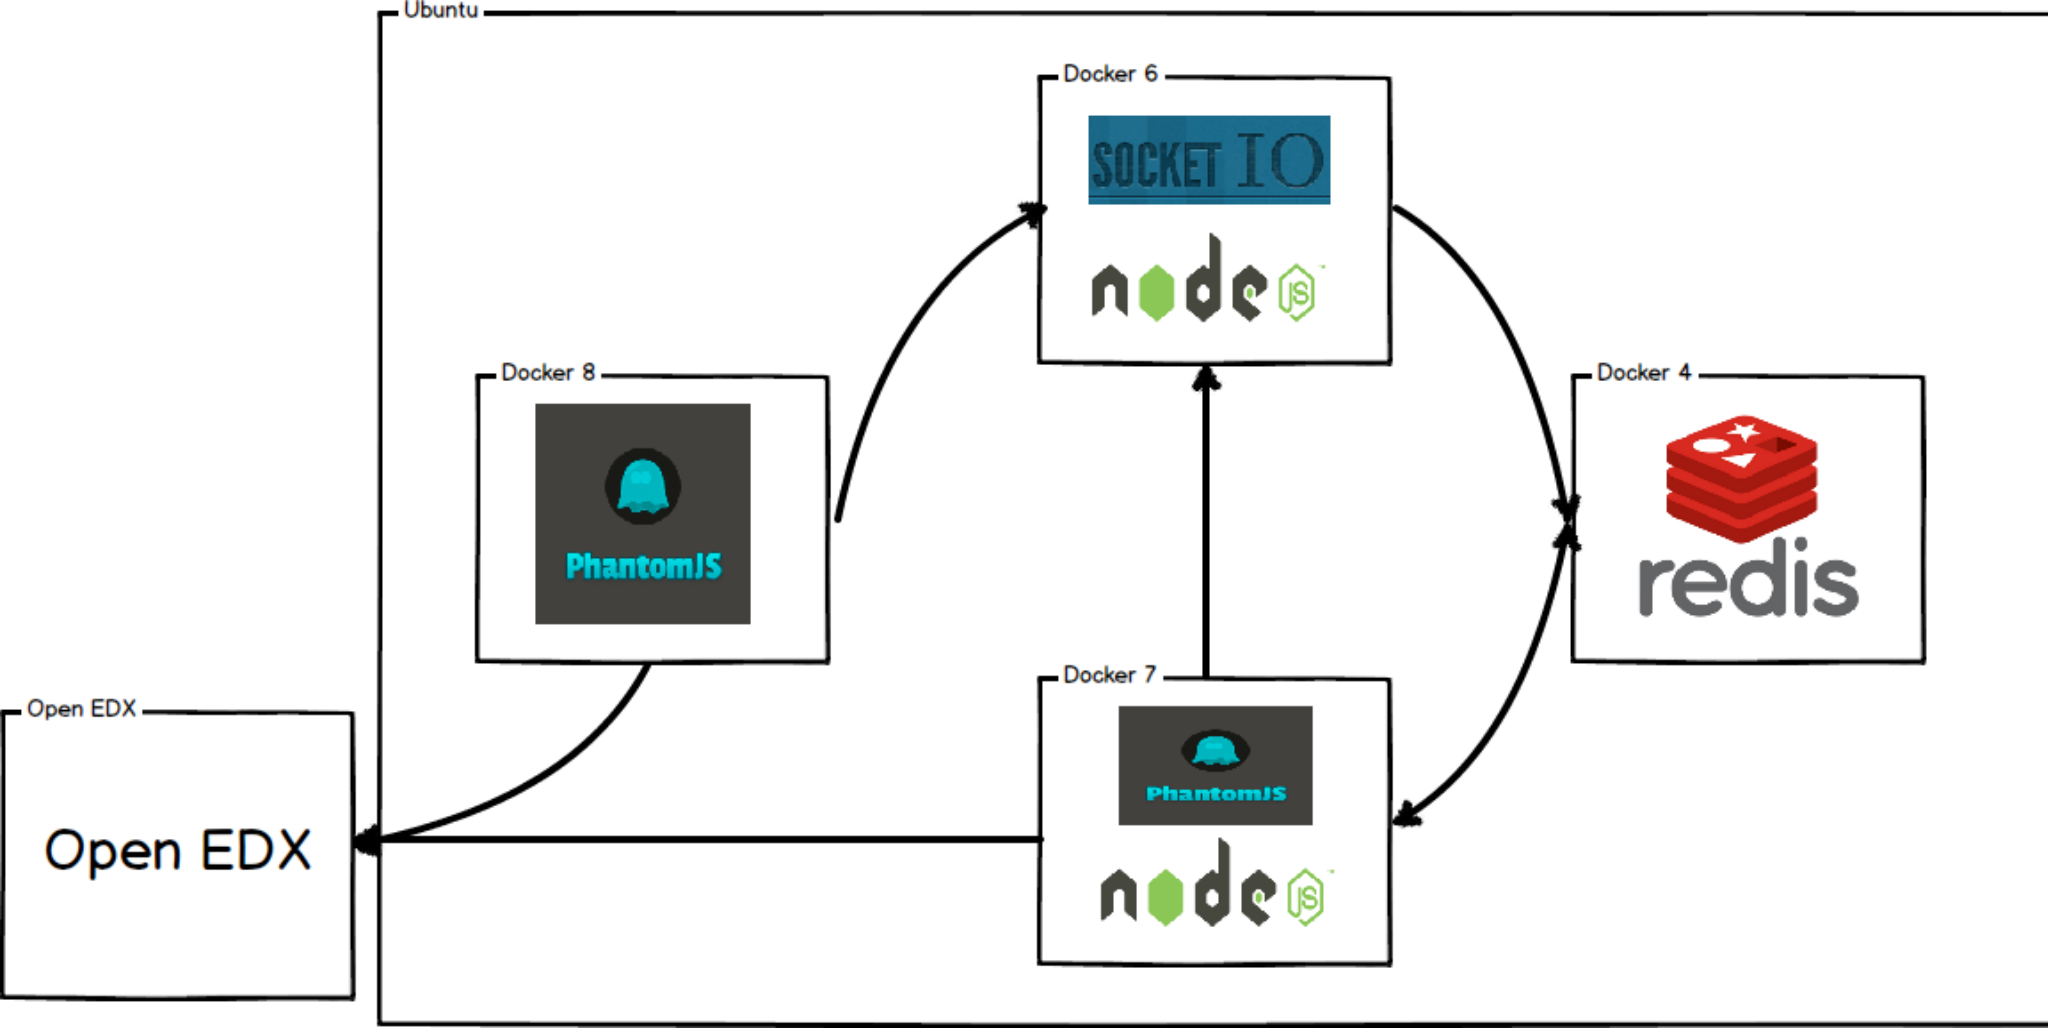 Ubuntu
Docker 6
SOCKET IO
node JS
Docker 8
PhantomJS
Docker 4
redis
Docker 7
PhantomJS
node JS
Open EDX
Open EDX